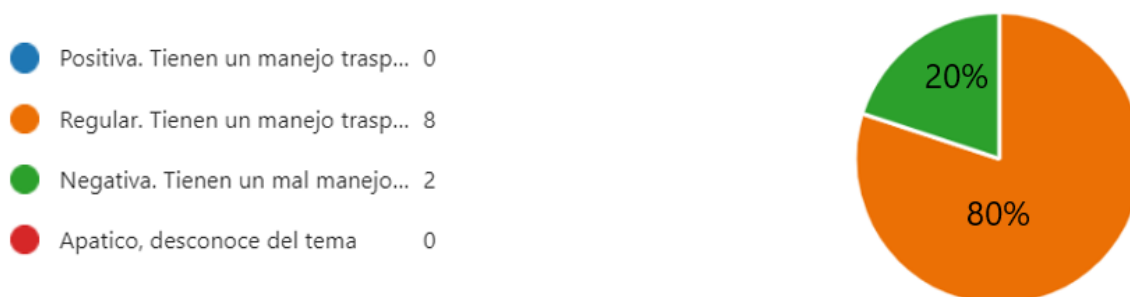 Positiva. Tienen un manejo trasp... 0
Regular. Tienen un manejo trasp... 8
Negativa. Tienen un mal manejo... 2
Apatico, desconoce del tema 0
20%
80%